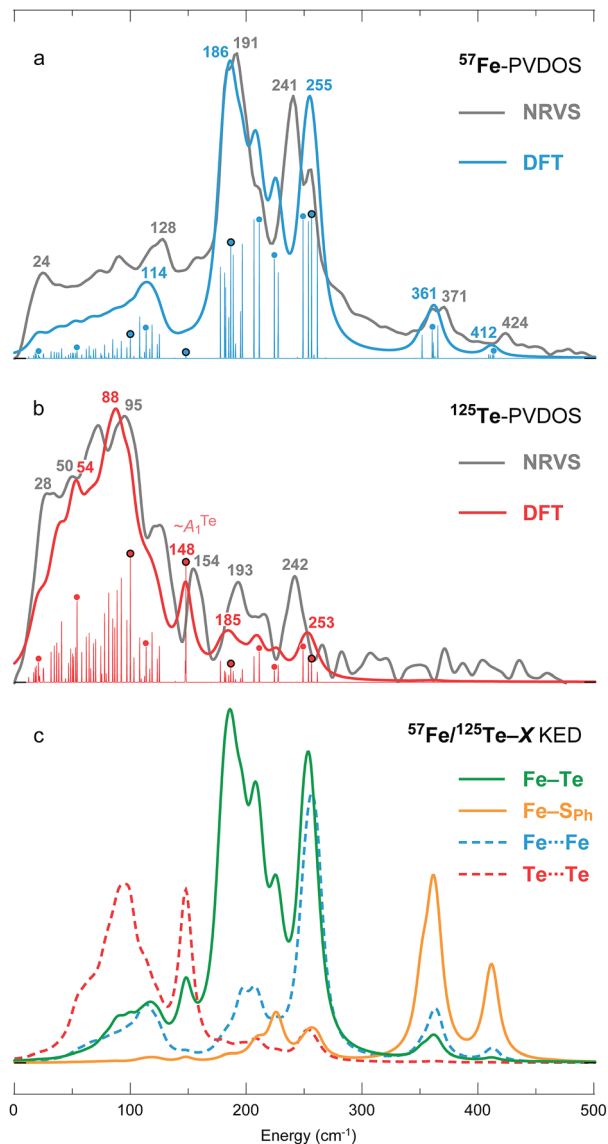 a
186
191
241
255
⁵⁷Fe-PVDOS
NRVS
DFT
24
128
114
361
371
412
424
b
28
50
54
88
95
~A₁ᵀᵉ
148
154
193
242
185
253
¹²⁵Te-PVDOS
NRVS
DFT
c
⁵⁷Fe/¹²⁵Te–X KED
Fe–Te
Fe–S_Ph
Fe···Fe
Te···Te
0
100
200
300
400
500
Energy (cm⁻¹)